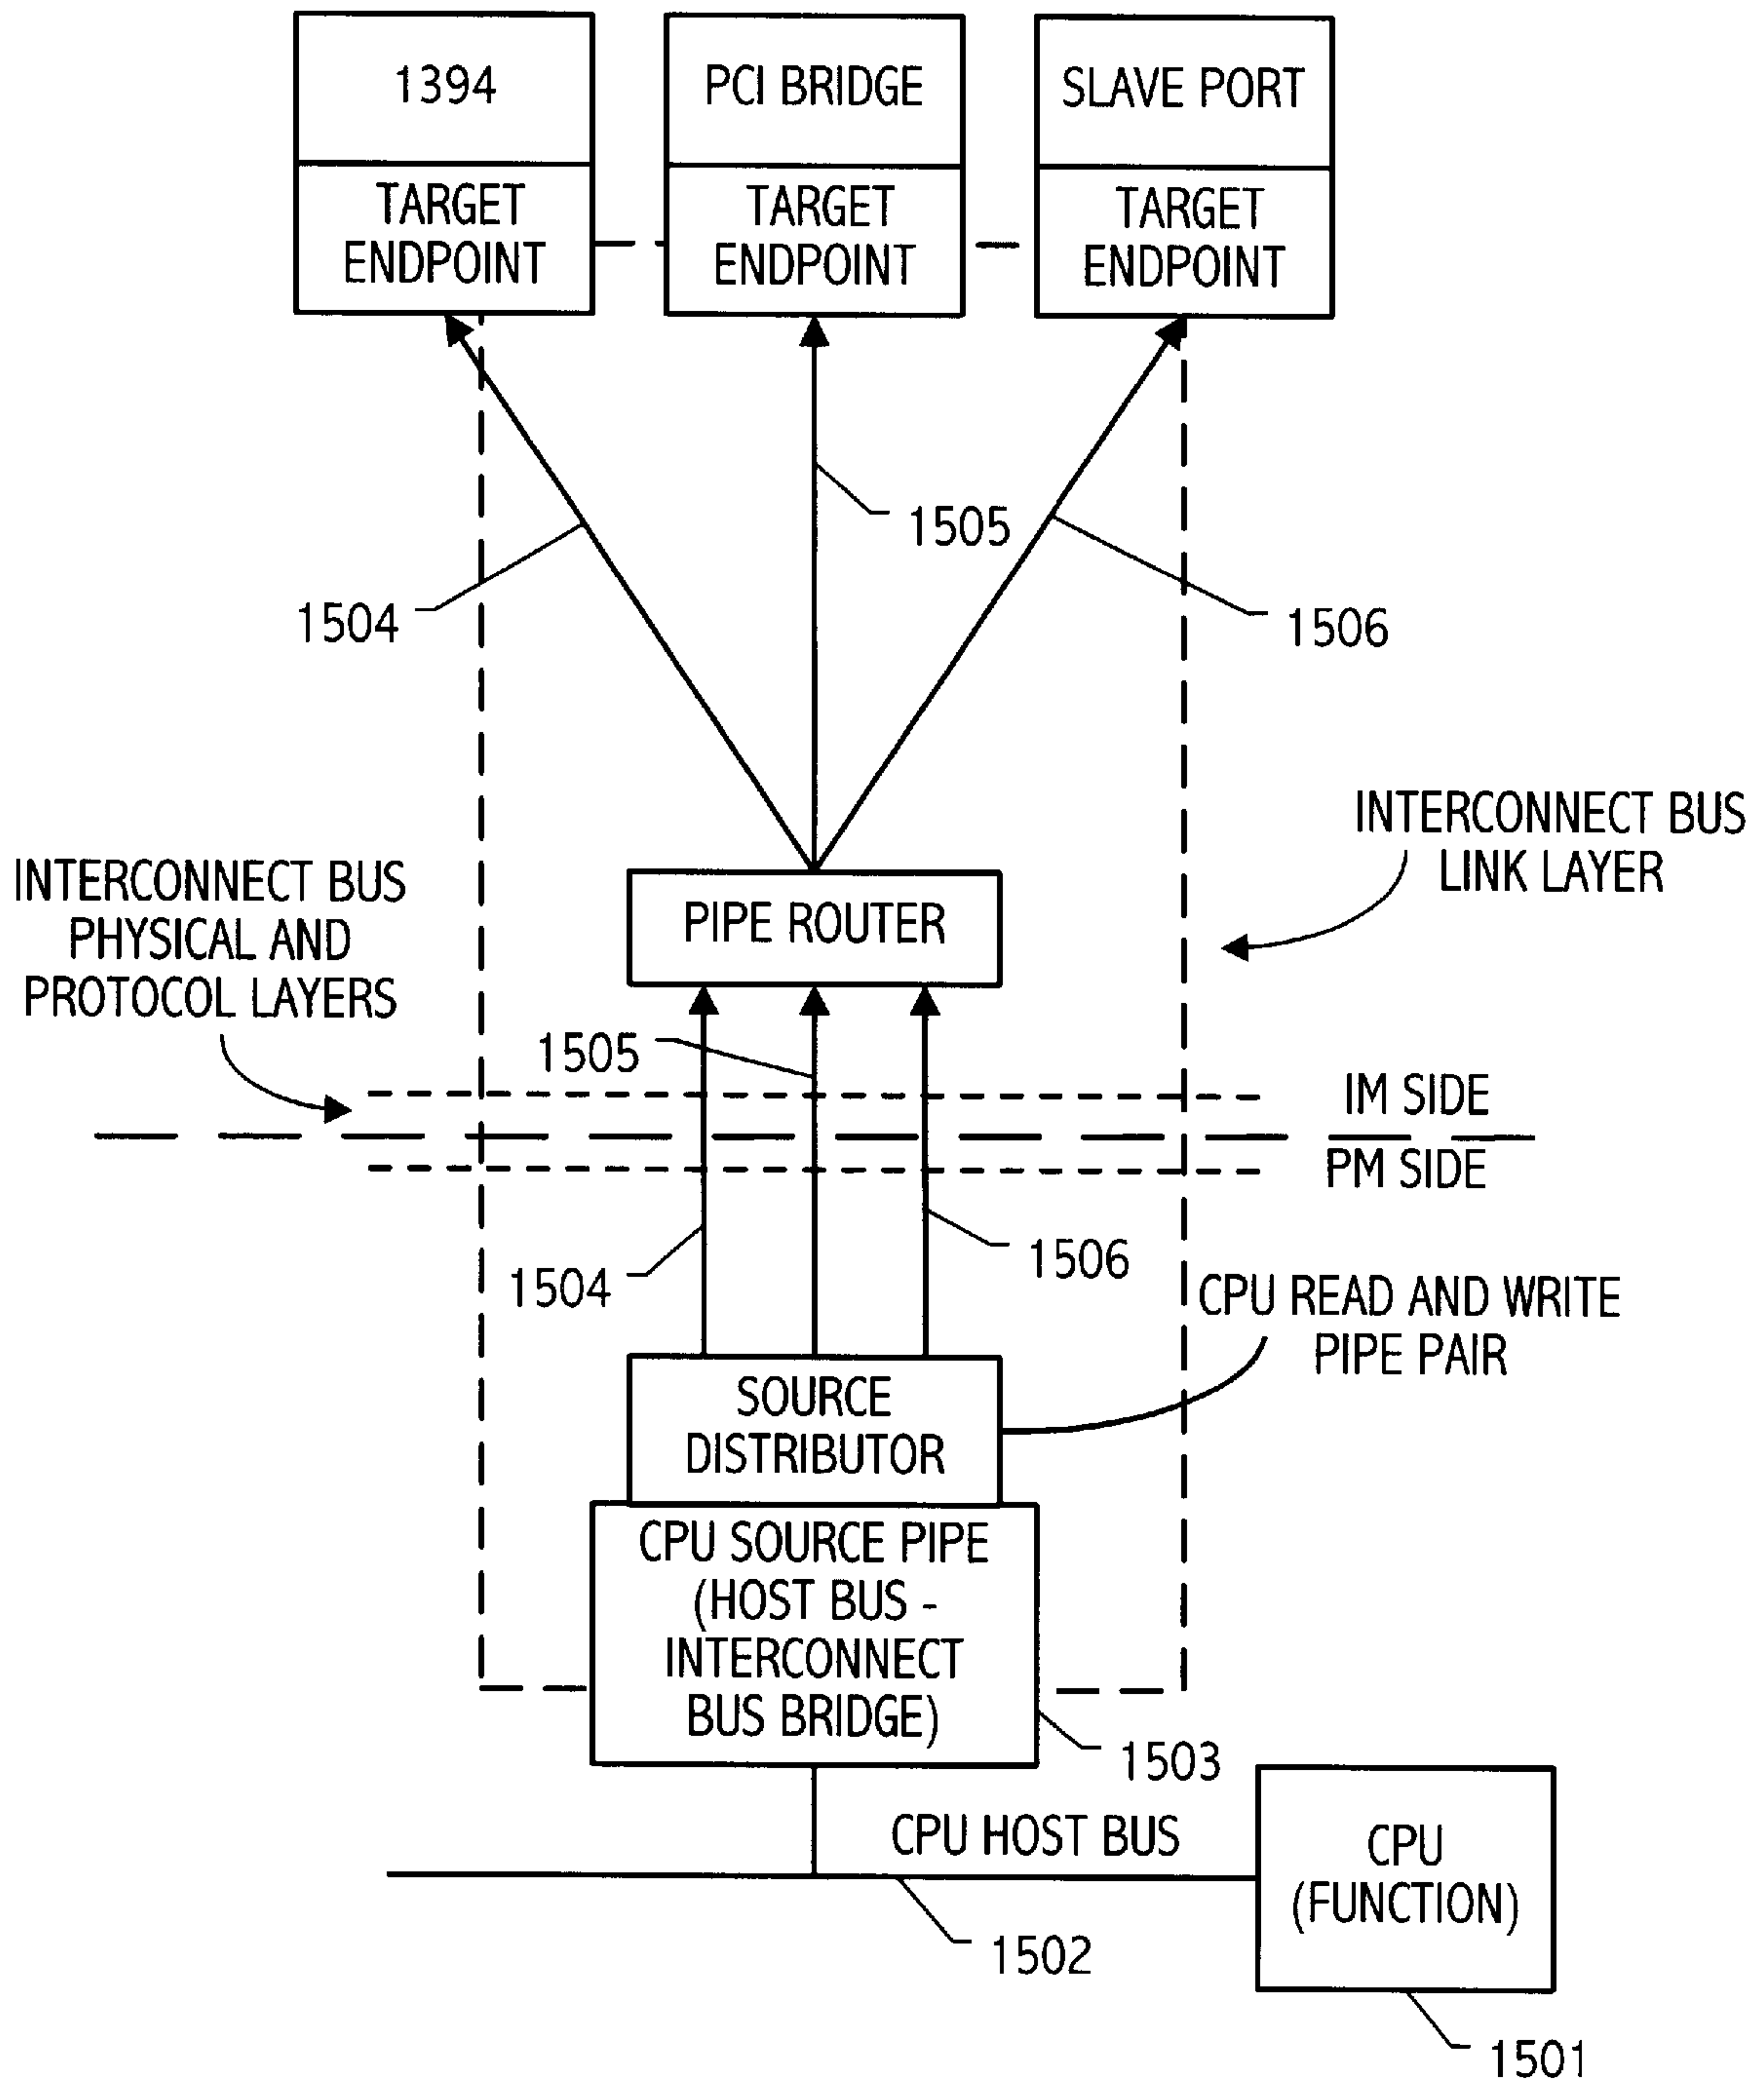 1394
PCI BRIDGE
SLAVE PORT
TARGET
ENDPOINT
TARGET
ENDPOINT
TARGET
ENDPOINT
1505
1504
1506
INTERCONNECT BUS
LINK LAYER
INTERCONNECT BUS
PHYSICAL AND
PROTOCOL LAYERS
PIPE ROUTER
1505
IM SIDE
PM SIDE
1504
1506
CPU READ AND WRITE
PIPE PAIR
SOURCE
DISTRIBUTOR
CPU SOURCE PIPE
(HOST BUS -
INTERCONNECT
BUS BRIDGE)
1503
CPU HOST BUS
CPU
(FUNCTION)
1502
1501